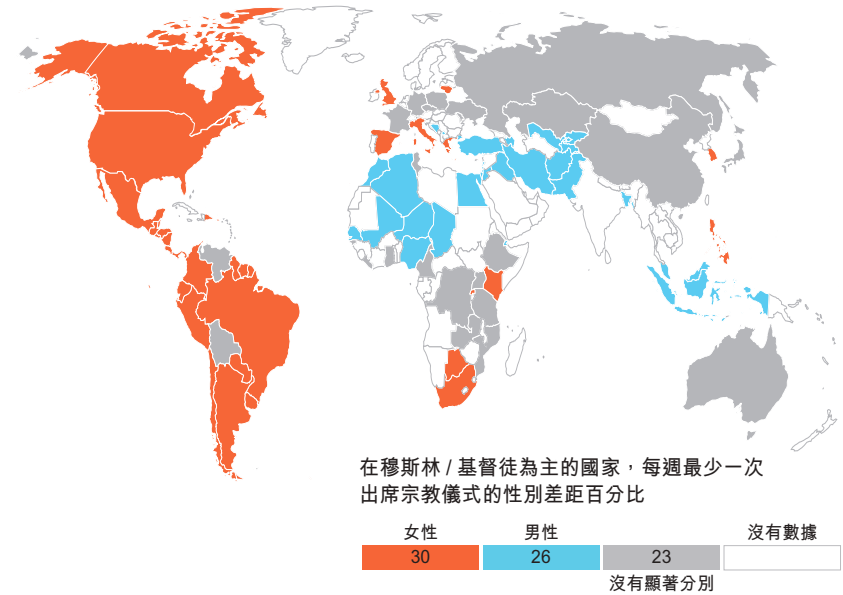 在穆斯林 / 基督徒為主的國家，每週最少一次
出席宗教儀式的性別差距百分比
女性 男性 沒有數據
30 26 23
沒有顯著分別